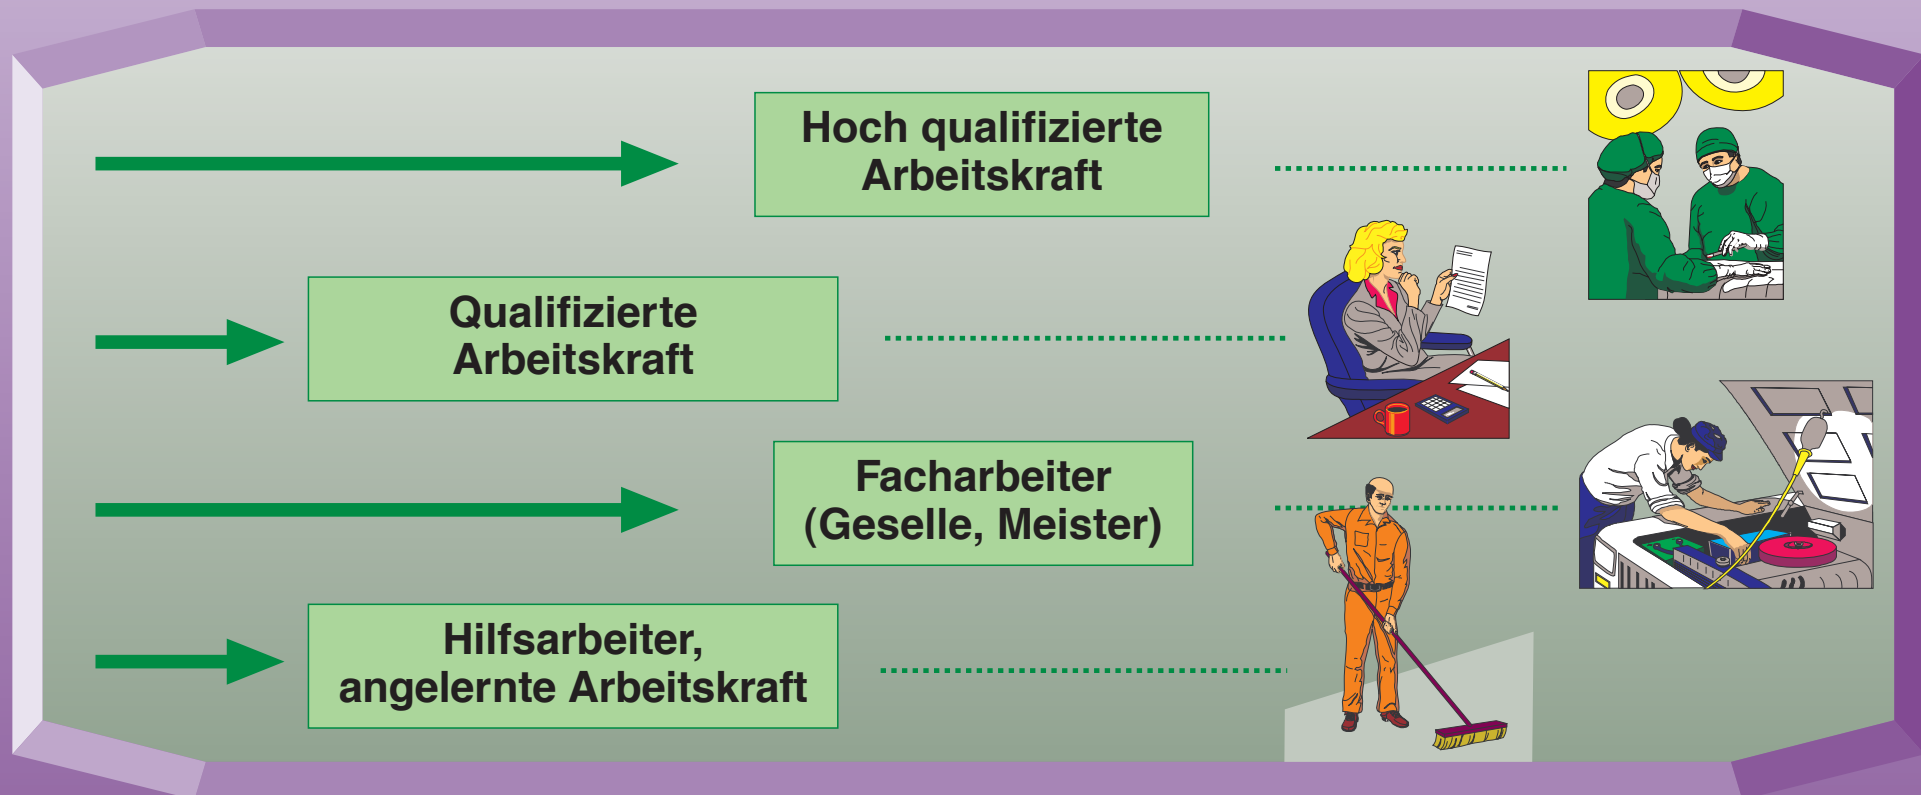 Hoch qualifizierte
Arbeitskraft
Qualifizierte
Arbeitskraft
Facharbeiter
(Geselle, Meister)
Hilfsarbeiter,
angelernte Arbeitskraft